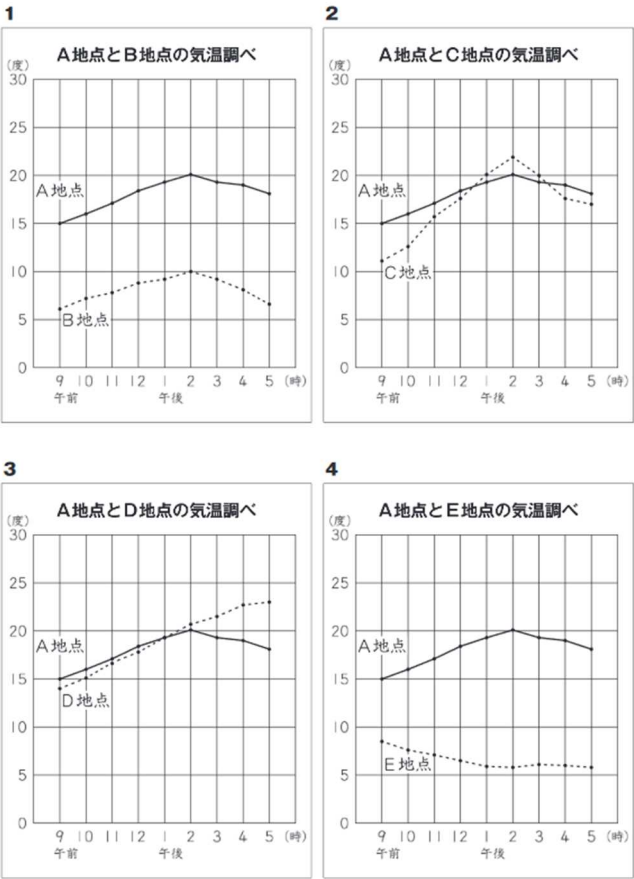 1
A地点とB地点の気温調べ
(度)
30
25
20
A地点
15
10
B地点
5
0
9 10 11 12 1 2 3 4 5 (時)
午前 午後
2
A地点とC地点の気温調べ
(度)
30
25
20
A地点
15
10
C地点
5
0
9 10 11 12 1 2 3 4 5 (時)
午前 午後
3
A地点とD地点の気温調べ
(度)
30
25
20
A地点
15
D地点
10
5
0
9 10 11 12 1 2 3 4 5 (時)
午前 午後
4
A地点とE地点の気温調べ
(度)
30
25
20
A地点
15
10
E地点
5
0
9 10 11 12 1 2 3 4 5 (時)
午前 午後